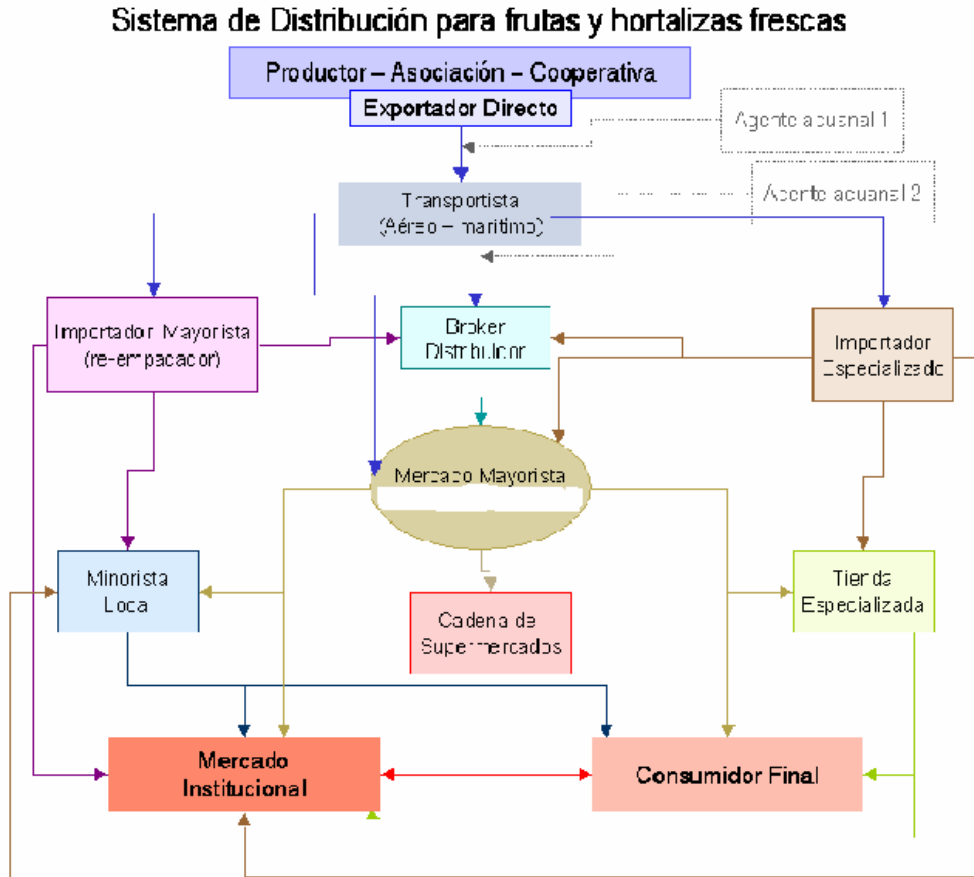 Sistema de Distribución para frutas y hortalizas frescas
Productor – Asociación – Cooperativa
Exportador Directo
Agente aduanal 1
Transportista
(Aéreo – marítimo)
Agente aduanal 2
Importador Mayorista
(re-empacador)
Broker
Distribuidor
Importador
Especializado
Mercado Mayorista
Minorista
Loca
Cadena de
Supermercados
Tienda
Especializada
Mercado
Institucional
Consumidor Final